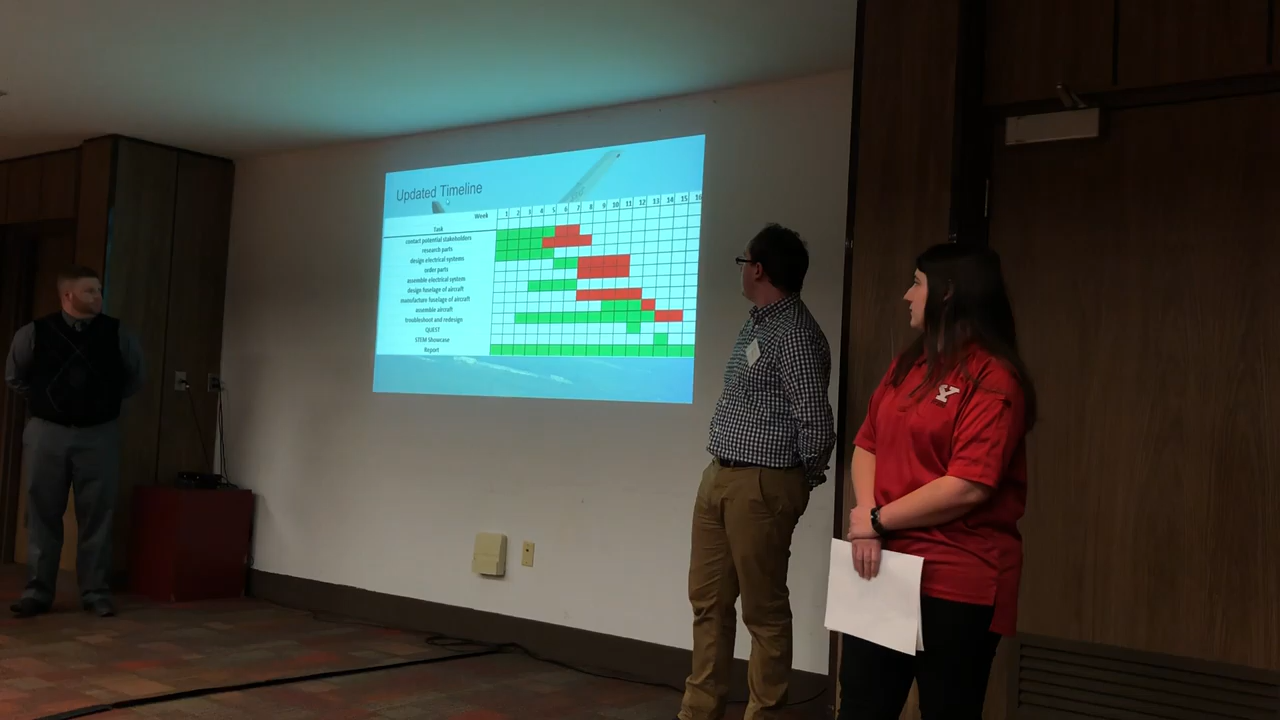 Updated Timeline
Week 1 2 3 4 5 6 7 8 9 10 11 12 13 14 15 16
Task
contact potential stakeholders
research parts
design electrical systems
order parts
assemble electrical system
design fuselage of aircraft
manufacture fuselage of aircraft
assemble aircraft
troubleshoot and redesign
QUEST
STEM Showcase
Report
Y